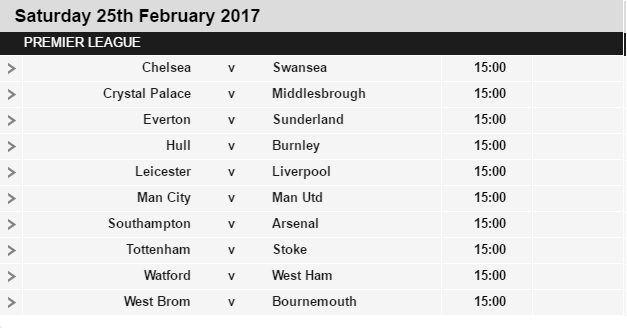 Saturday 25th February 2017
PREMIER LEAGUE
Chelsea v Swansea 15:00
Crystal Palace v Middlesbrough 15:00
Everton v Sunderland 15:00
Hull v Burnley 15:00
Leicester v Liverpool 15:00
Man City v Man Utd 15:00
Southampton v Arsenal 15:00
Tottenham v Stoke 15:00
Watford v West Ham 15:00
West Brom v Bournemouth 15:00